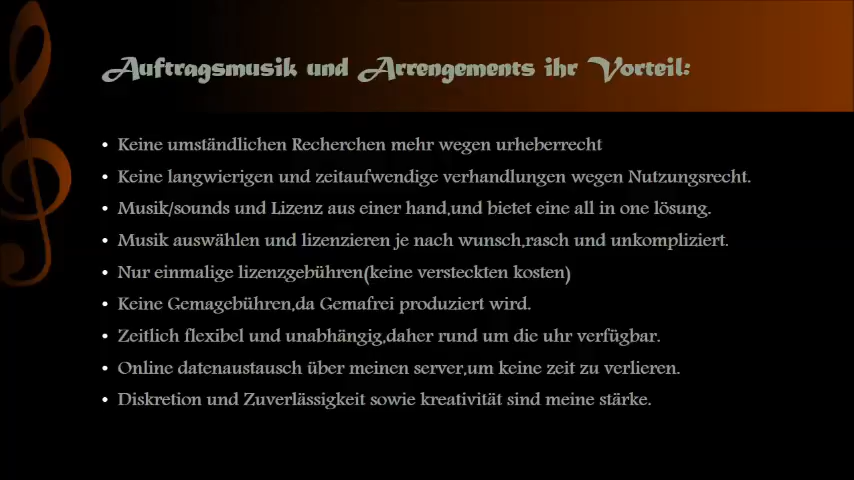 Auftragsmusik und Arrengements ihr Vorteil:
• Keine umständlichen Recherchen mehr wegen urheberrecht
• Keine langwierigen und zeitaufwendige verhandlungen wegen Nutzungsrecht.
• Musik/sounds und Lizenz aus einer hand,und bietet eine all in one lösung.
• Musik auswählen und lizenzieren je nach wunsch,rasch und unkompliziert.
• Nur einmalige lizenzgebühren(keine versteckten kosten)
• Keine Gemagebühren,da Gemafrei produziert wird.
• Zeitlich flexibel und unabhängig,daher rund um die uhr verfügbar.
• Online datenaustausch über meinen server,um keine zeit zu verlieren.
• Diskretion und Zuverlässigkeit sowie kreativität sind meine stärke.